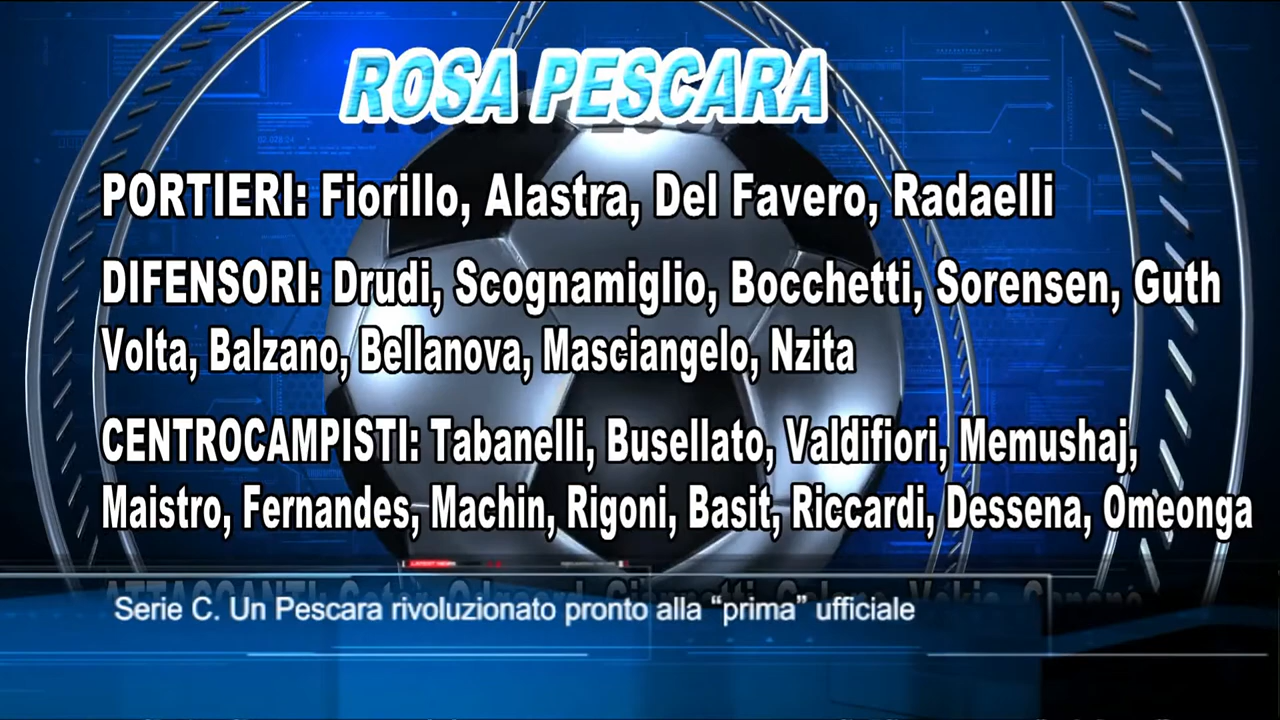 ROSA PESCARA
PORTIERI: Fiorillo, Alastra, Del Favero, Radaelli
DIFENSORI: Drudi, Scognamiglio, Bocchetti, Sorensen, Guth
Volta, Balzano, Bellanova, Masciangelo, Nzita
CENTROCAMPISTI: Tabanelli, Busellato, Valdifiori, Memushaj,
Maistro, Fernandes, Machin, Rigoni, Basit, Riccardi, Dessena, Omeonga
LATEST NEWS
Serie C. Un Pescara rivoluzionato pronto alla “prima” ufficiale